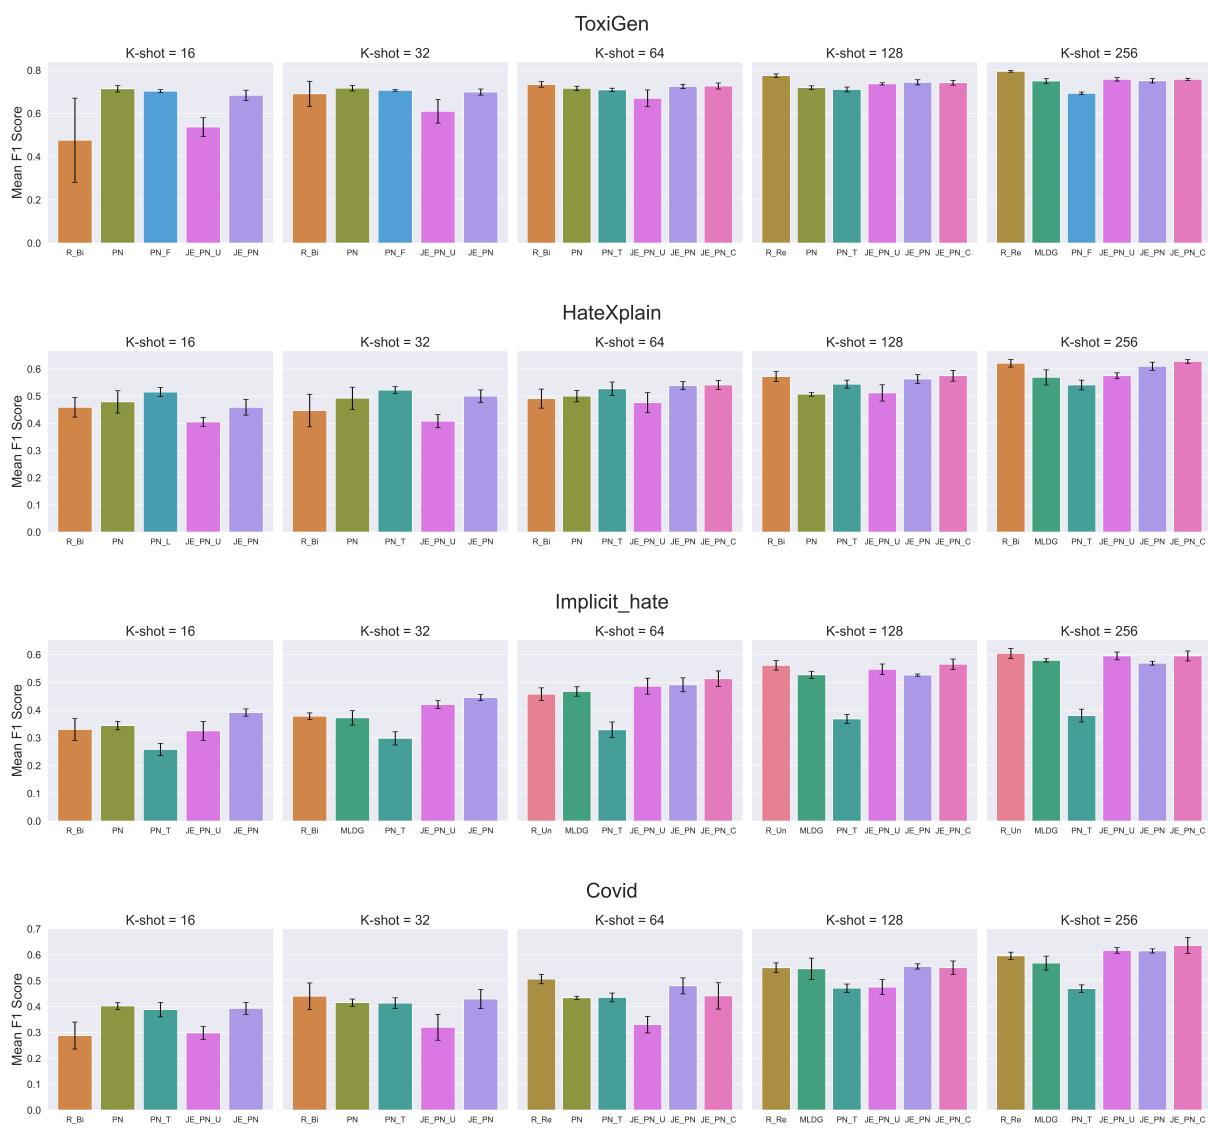 ToxiGen
K-shot = 16 K-shot = 32 K-shot = 64 K-shot = 128 K-shot = 256
Mean F1 Score
0.8
0.6
0.4
0.2
0.0
R_Bi PN PN_F JE_PN_U JE_PN R_Bi PN PN_F JE_PN_U JE_PN R_Bi PN PN_T JE_PN_U JE_PN JE_PN_C R_Re PN PN_T JE_PN_U JE_PN JE_PN_C R_Re MLDG PN_F JE_PN_U JE_PN JE_PN_C
HateXplain
K-shot = 16 K-shot = 32 K-shot = 64 K-shot = 128 K-shot = 256
Mean F1 Score
0.6
0.5
0.4
0.3
0.2
0.1
0.0
R_Bi PN PN_L JE_PN_U JE_PN R_Bi PN PN_T JE_PN_U JE_PN R_Bi PN PN_T JE_PN_U JE_PN JE_PN_C R_Bi PN PN_T JE_PN_U JE_PN JE_PN_C R_Bi MLDG PN_T JE_PN_U JE_PN JE_PN_C
Implicit_hate
K-shot = 16 K-shot = 32 K-shot = 64 K-shot = 128 K-shot = 256
Mean F1 Score
0.6
0.5
0.4
0.3
0.2
0.1
0.0
R_Bi PN PN_T JE_PN_U JE_PN R_Bi MLDG PN_T JE_PN_U JE_PN R_Un MLDG PN_T JE_PN_U JE_PN JE_PN_C R_Un MLDG PN_T JE_PN_U JE_PN JE_PN_C R_Un MLDG PN_T JE_PN_U JE_PN JE_PN_C
Covid
K-shot = 16 K-shot = 32 K-shot = 64 K-shot = 128 K-shot = 256
Mean F1 Score
0.7
0.6
0.5
0.4
0.3
0.2
0.1
0.0
R_Bi PN PN_T JE_PN_U JE_PN R_Bi PN PN_T JE_PN_U JE_PN R_Re PN PN_T JE_PN_U JE_PN JE_PN_C R_Re MLDG PN_T JE_PN_U JE_PN JE_PN_C R_Re MLDG PN_T JE_PN_U JE_PN JE_PN_C